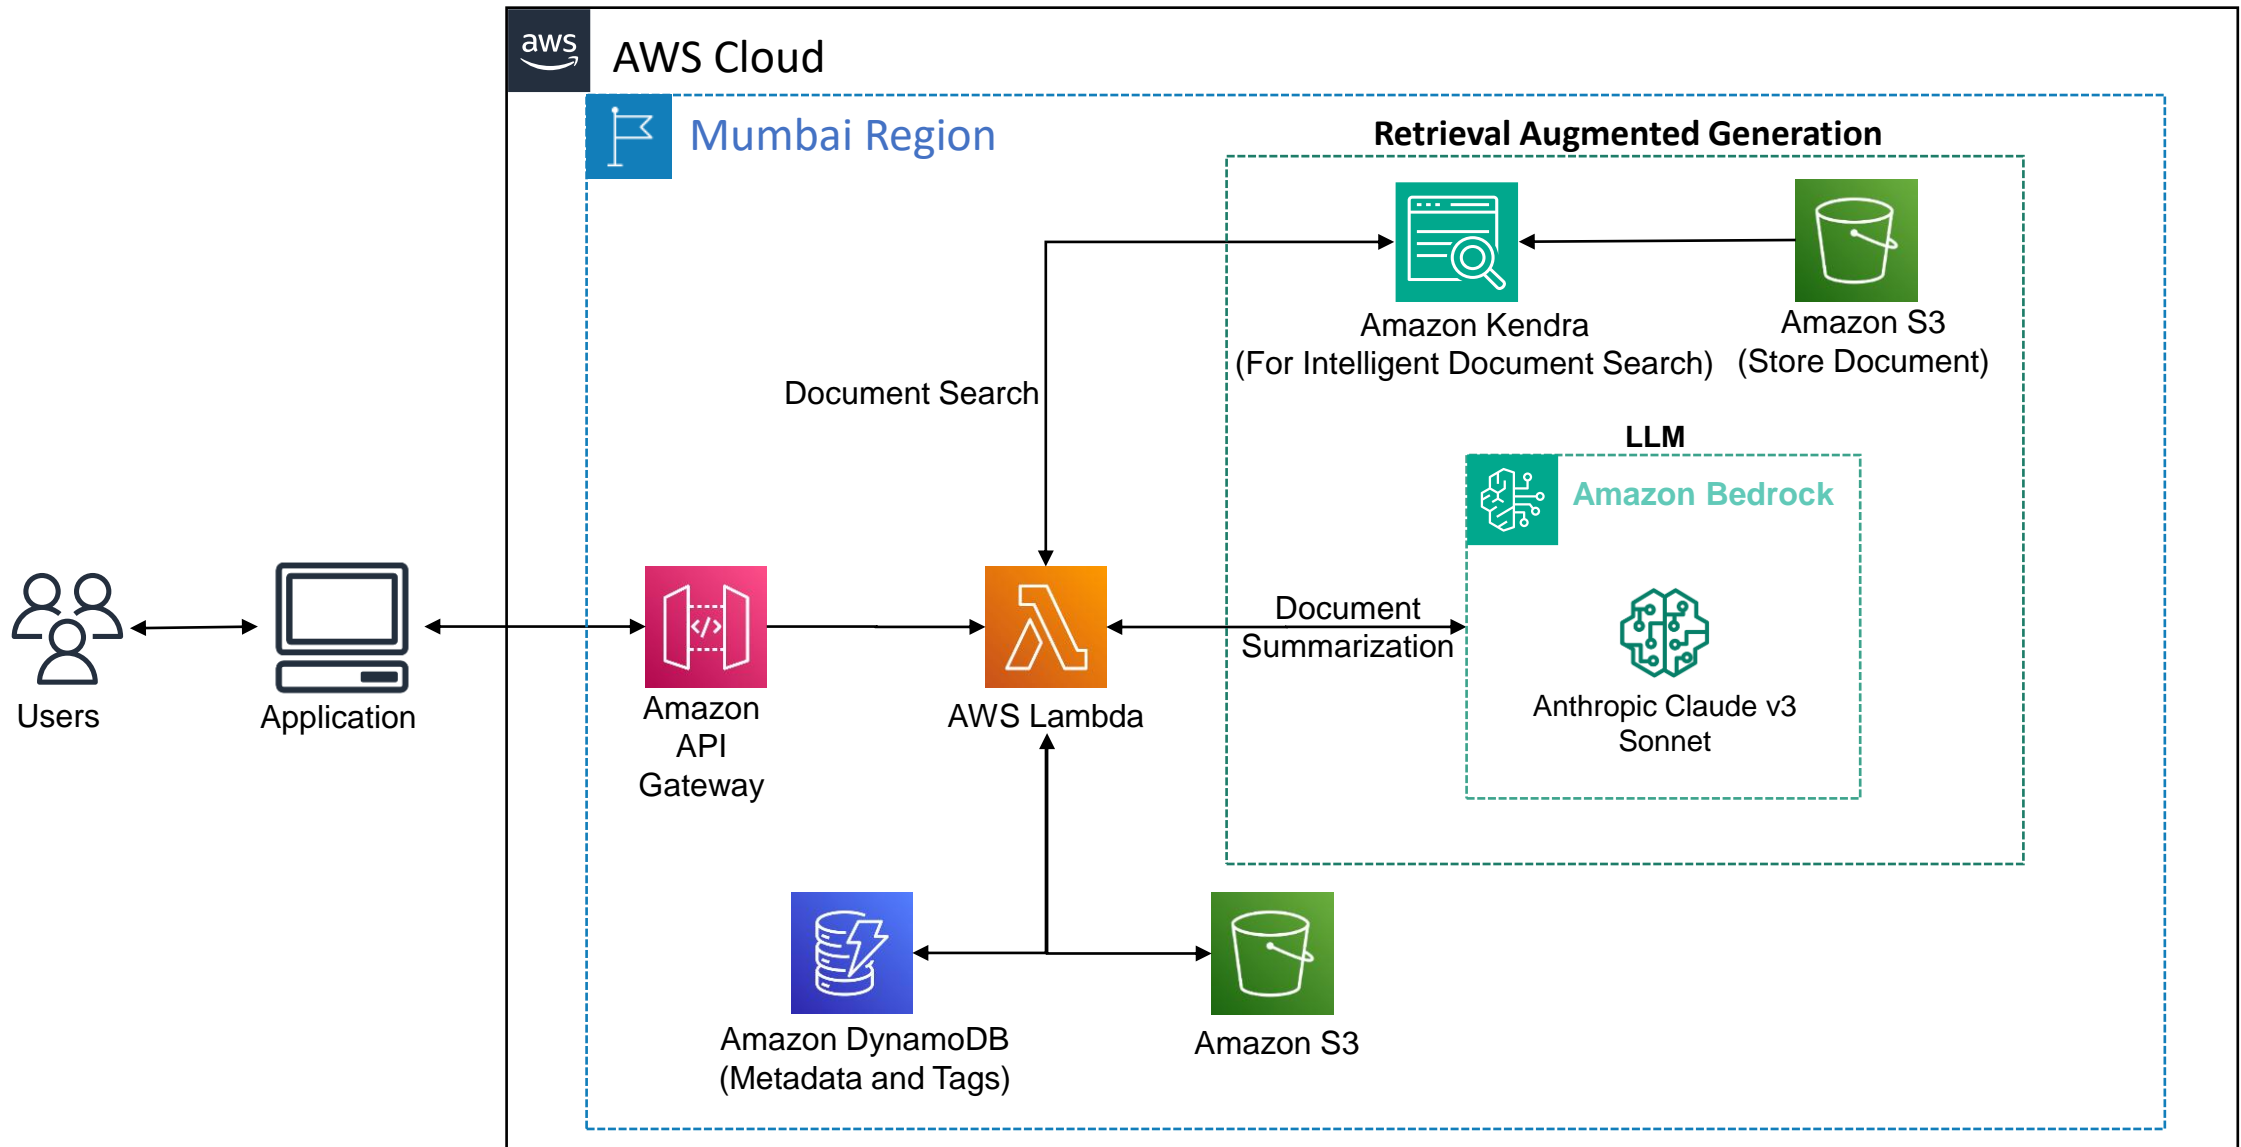 aws
AWS Cloud
Mumbai Region
Retrieval Augmented Generation
Amazon Kendra
(For Intelligent Document Search)
Amazon S3
(Store Document)
Document Search
LLM
Amazon Bedrock
Document
Summarization
Anthropic Claude v3
Sonnet
Users
Application
</>
Amazon
API
Gateway
AWS Lambda
Amazon DynamoDB
(Metadata and Tags)
Amazon S3